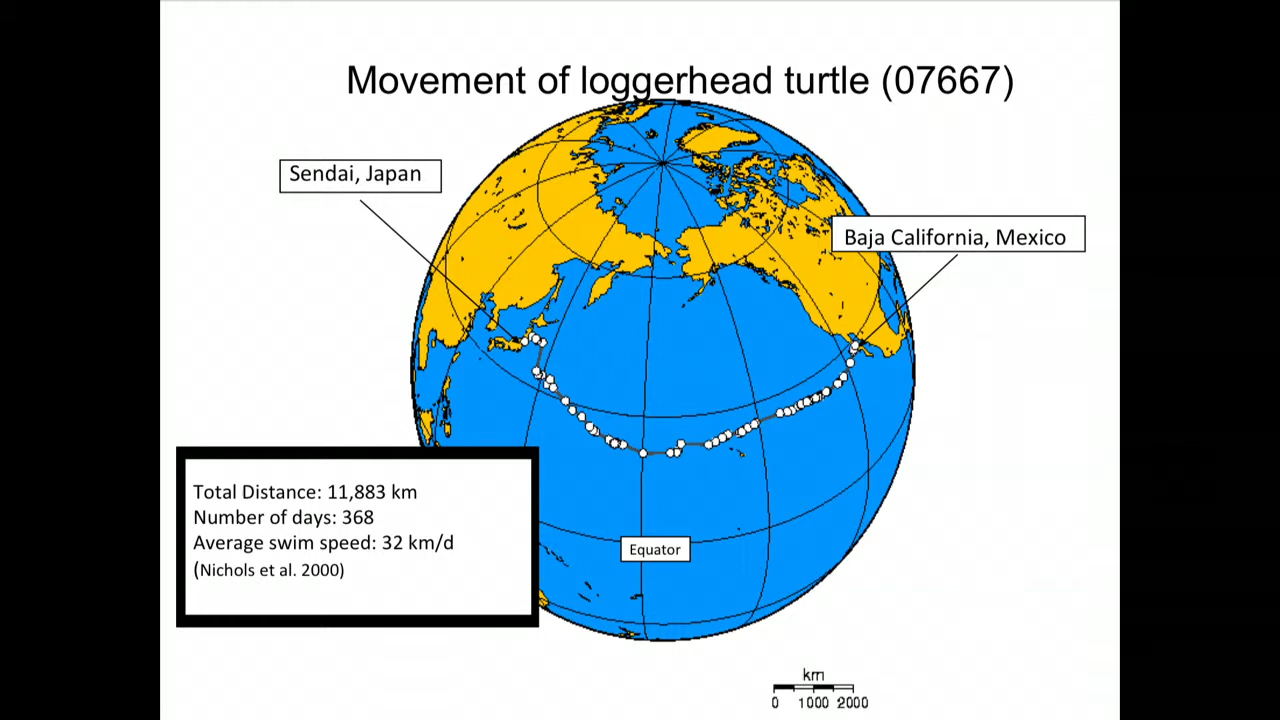 Movement of loggerhead turtle (07667)
Sendai, Japan
Baja California, Mexico
Total Distance: 11,883 km
Number of days: 368
Average swim speed: 32 km/d
(Nichols et al. 2000)
Equator
km
0 1000 2000